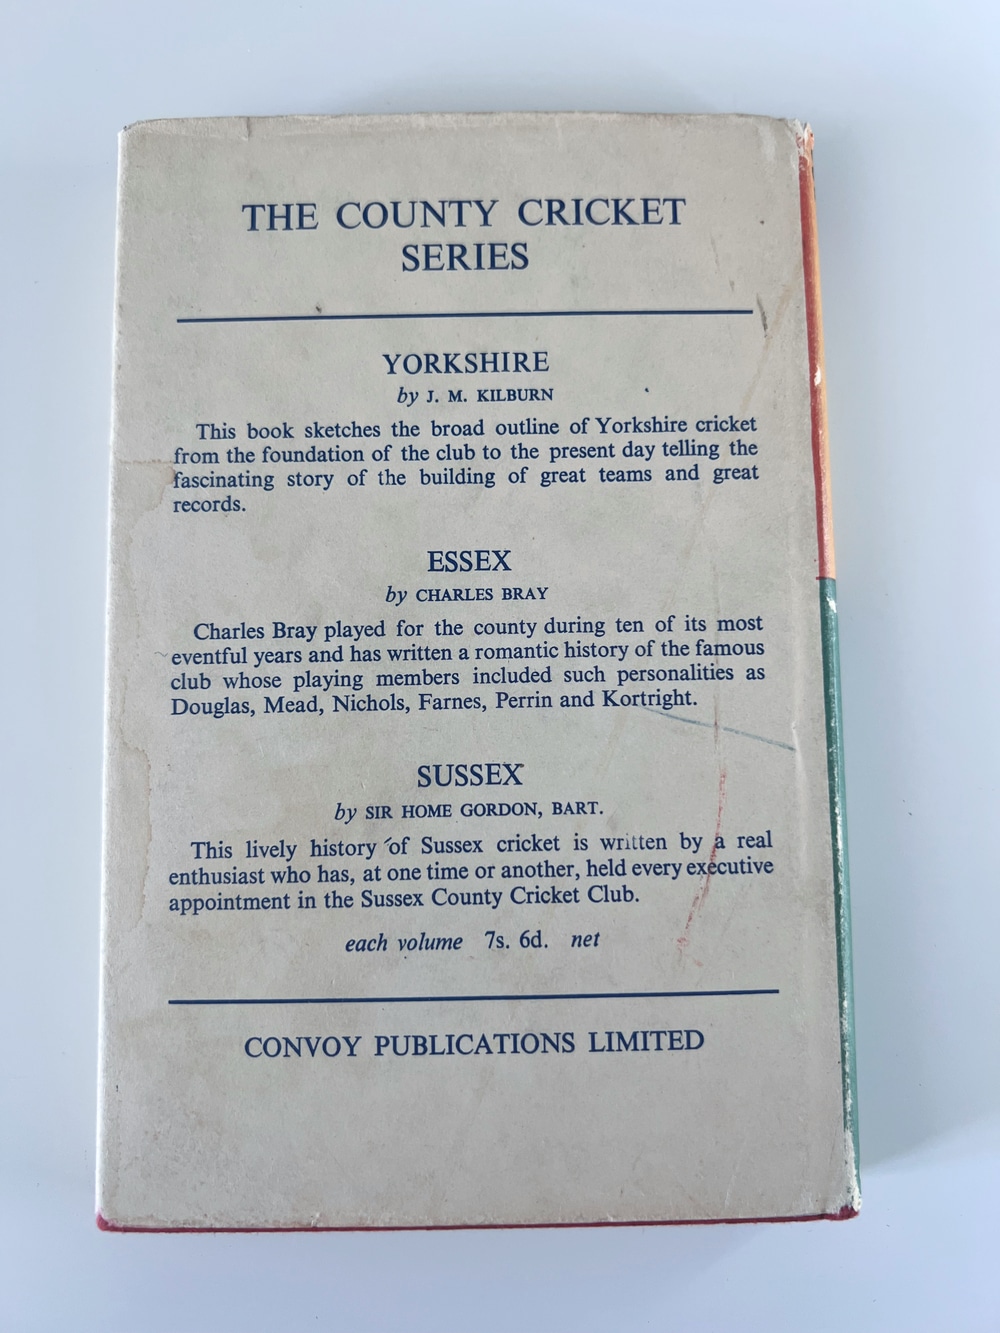 THE COUNTY CRICKET
SERIES
YORKSHIRE
by J. M. KILBURN
This book sketches the broad outline of Yorkshire cricket
from the foundation of the club to the present day telling the
fascinating story of the building of great teams and great
records.
ESSEX
by CHARLES BRAY
Charles Bray played for the county during ten of its most
eventful years and has written a romantic history of the famous
club whose playing members included such personalities as
Douglas, Mead, Nichols, Farnes, Perrin and Kortright.
SUSSEX
by SIR HOME GORDON, BART.
This lively history of Sussex cricket is written by a real
enthusiast who has, at one time or another, held every executive
appointment in the Sussex County Cricket Club.
each volume 7s. 6d. net
CONVOY PUBLICATIONS LIMITED